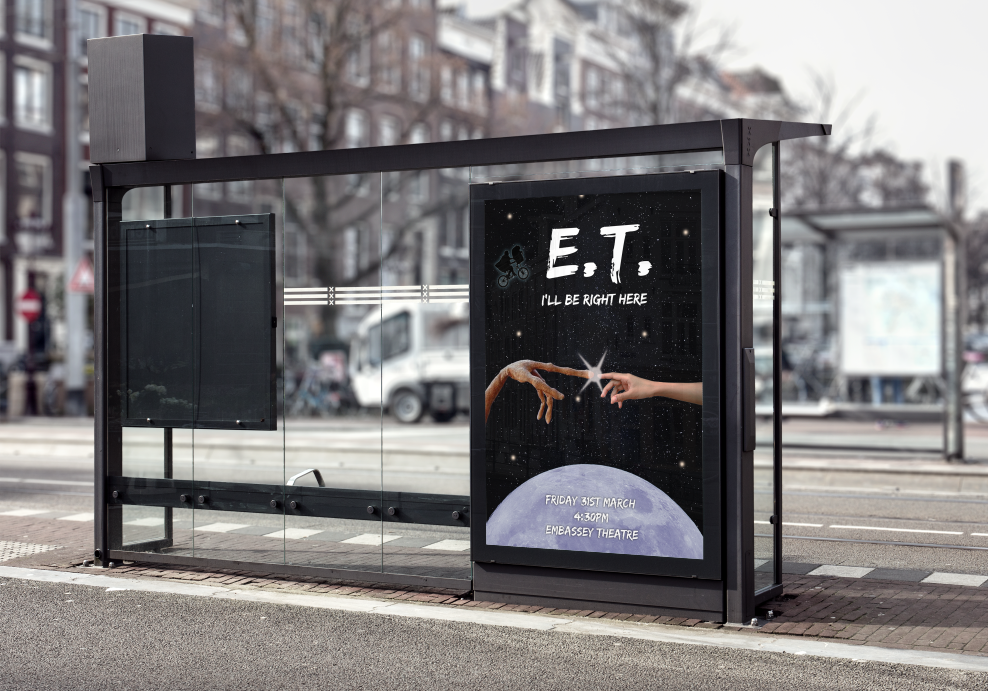 E.T.
I'LL BE RIGHT HERE
FRIDAY 31ST MARCH
4:30PM
EMBASSEY THEATRE